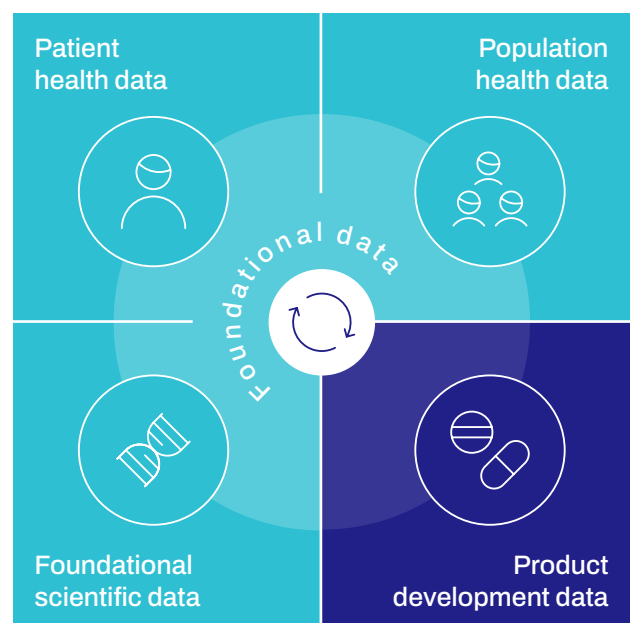 Patient
health data
Population
health data
Foundational data
Foundational
scientific data
Product
development data